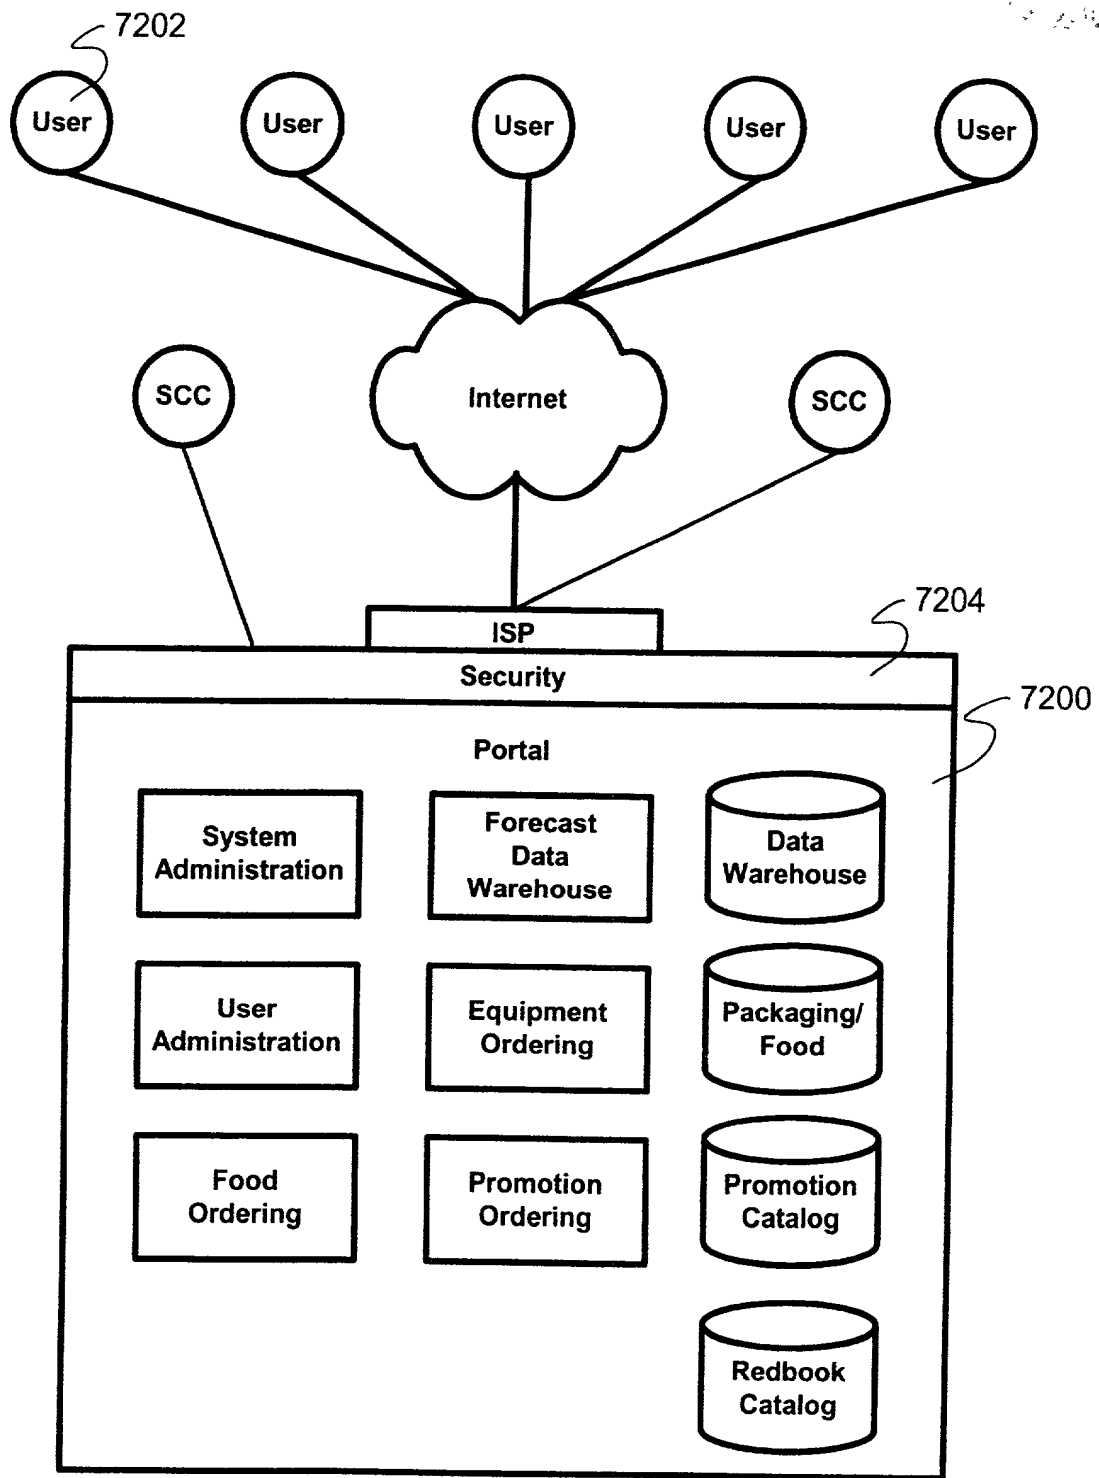 7202
User
User
User
User
User
SCC
Internet
SCC
7204
ISP
Security
7200
Portal
System
Administration
Forecast
Data
Warehouse
Data
Warehouse
User
Administration
Equipment
Ordering
Packaging/
Food
Food
Ordering
Promotion
Ordering
Promotion
Catalog
Redbook
Catalog